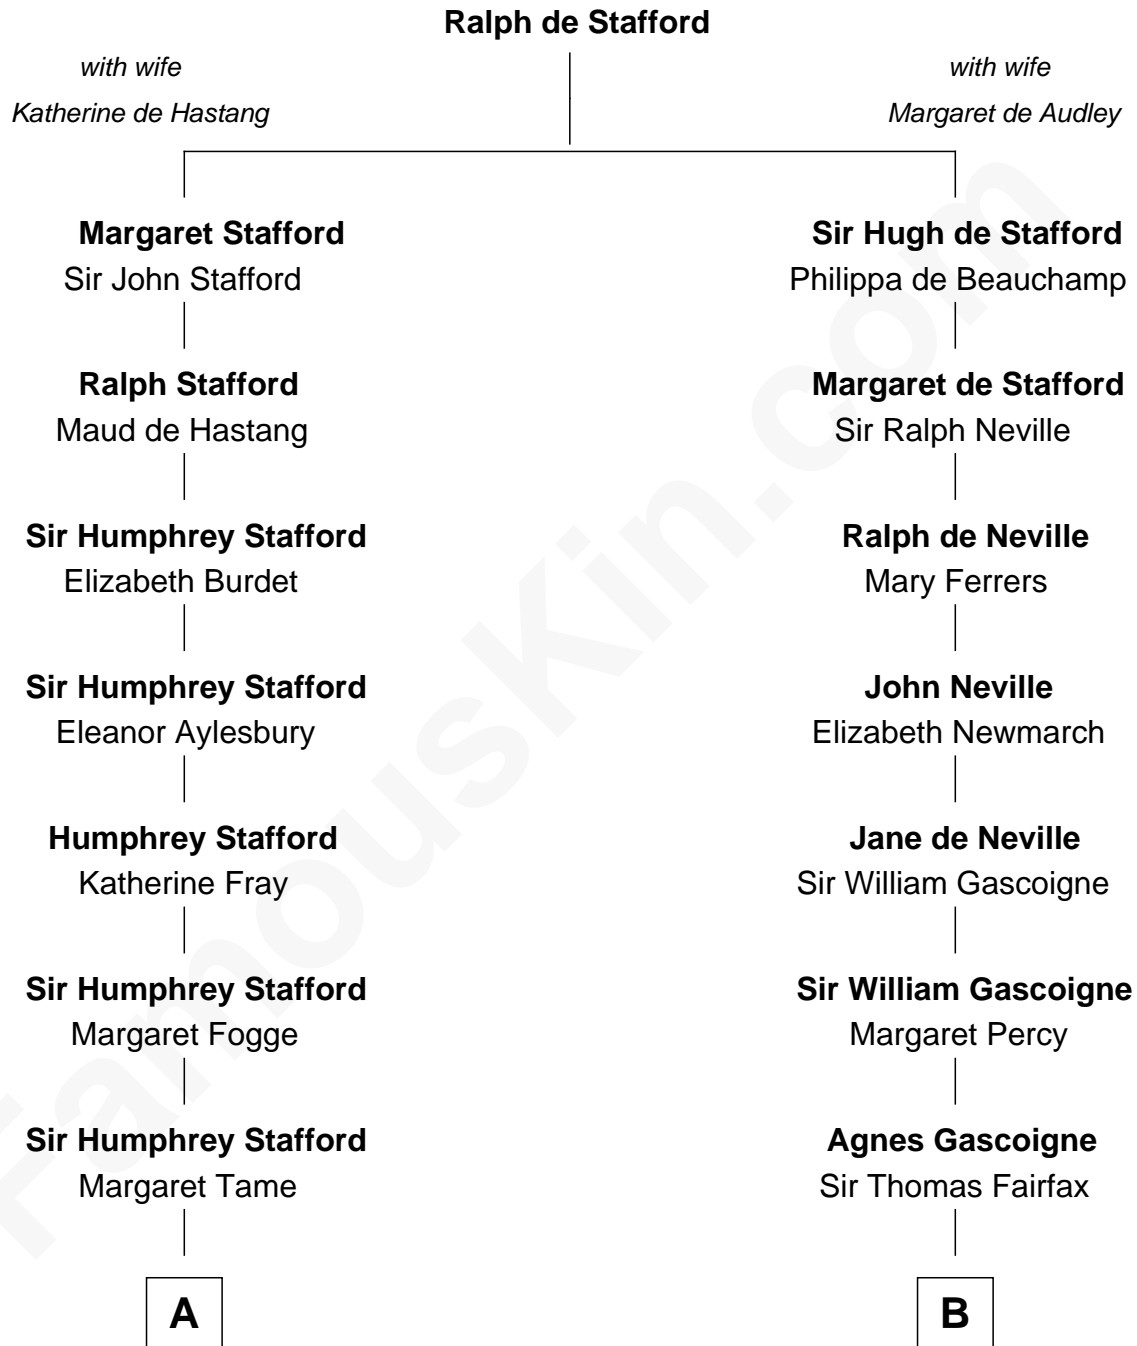 Ralph de Stafford
with wife
Katherine de Hastang
with wife
Margaret de Audley
Margaret Stafford
Sir John Stafford
Sir Hugh de Stafford
Philippa de Beauchamp
Ralph Stafford
Maud de Hastang
Margaret de Stafford
Sir Ralph Neville
Sir Humphrey Stafford
Elizabeth Burdet
Ralph de Neville
Mary Ferrers
Sir Humphrey Stafford
Eleanor Aylesbury
John Neville
Elizabeth Newmarch
Humphrey Stafford
Katherine Fray
Jane de Neville
Sir William Gascoigne
Sir Humphrey Stafford
Margaret Fogge
Sir William Gascoigne
Margaret Percy
Sir Humphrey Stafford
Margaret Tame
Agnes Gascoigne
Sir Thomas Fairfax
A
B
FamousKin.com